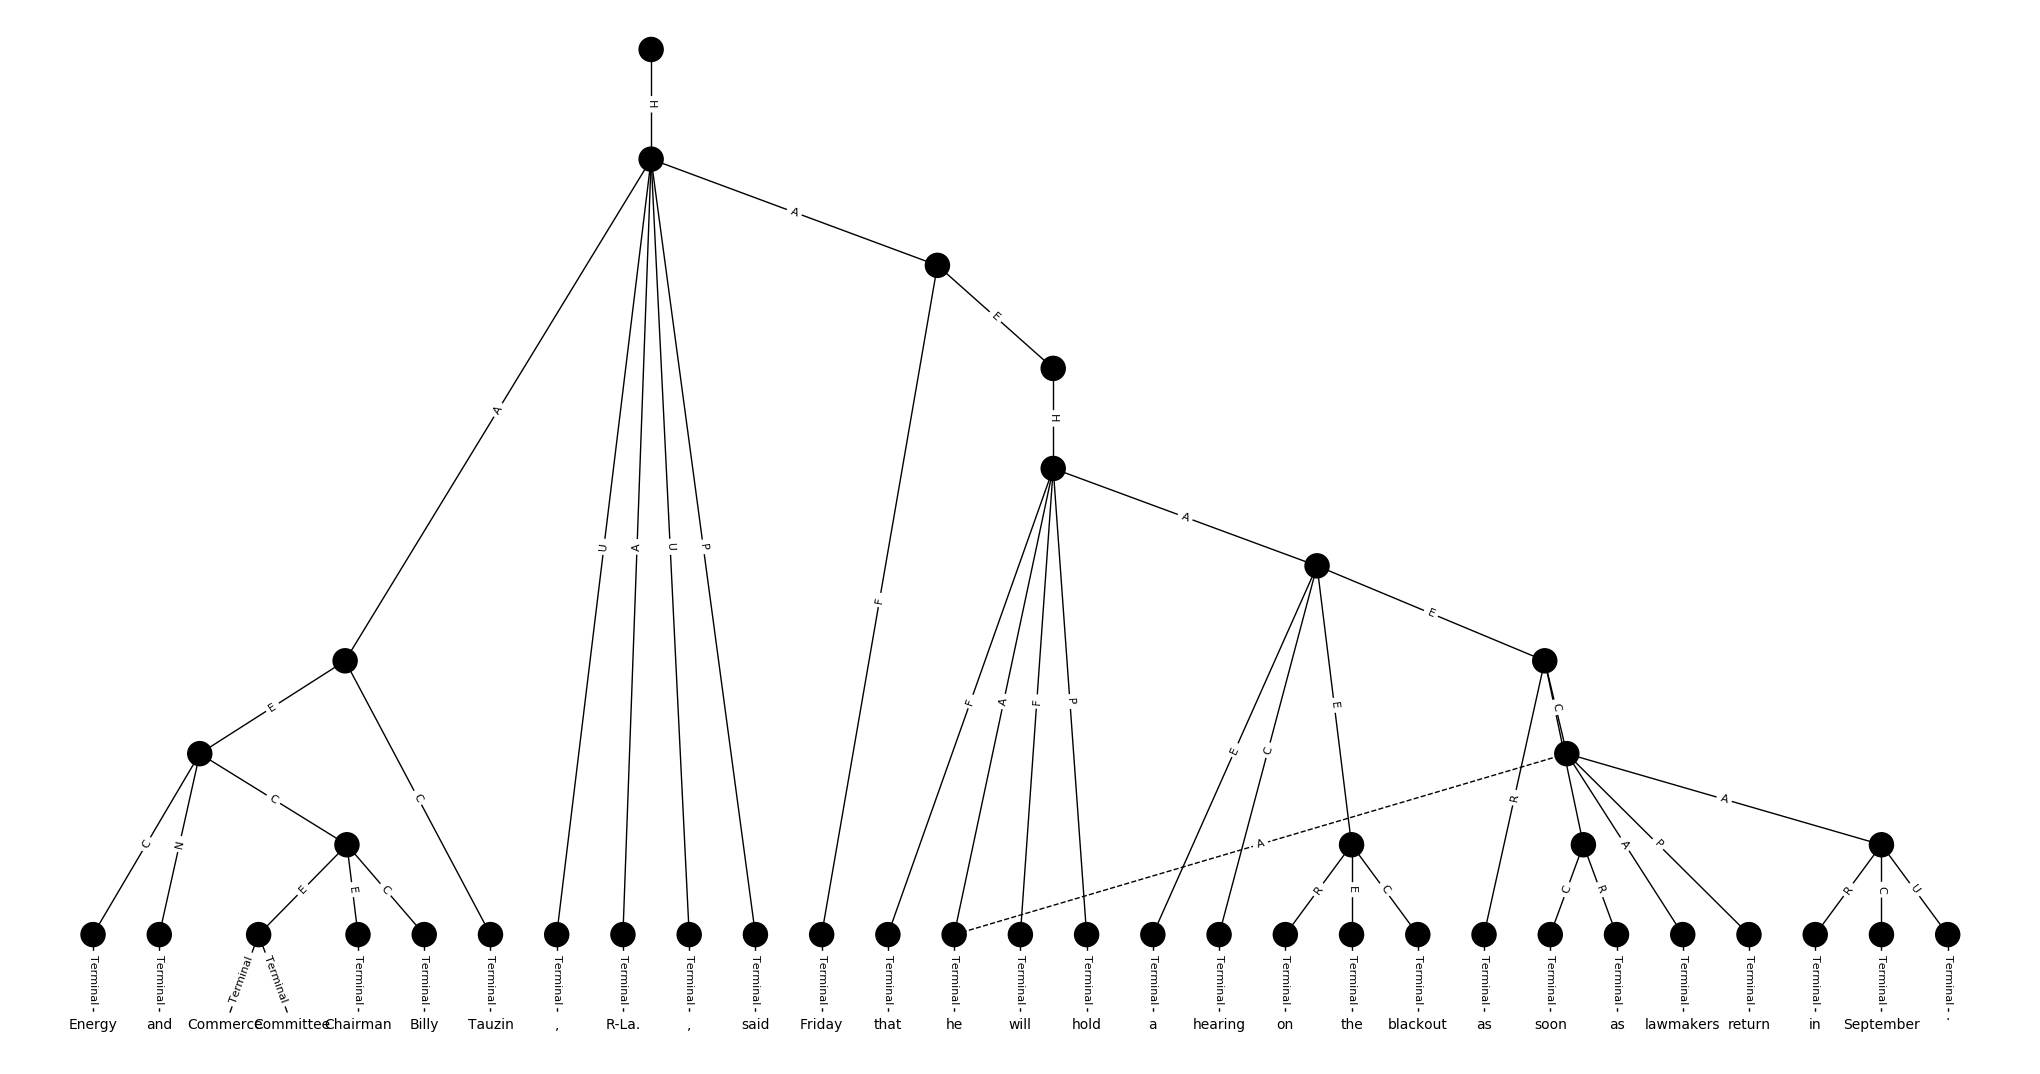 H
A
E
A
H
A
U
A
U
P
F
E
E
C
F
A
F
P
E
C
E
C
R
C
N
C
A
A
P
A
E
E
C
R
E
C
C
R
R
C
U
Terminal Terminal Terminal Terminal Terminal Terminal Terminal Terminal Terminal Terminal Terminal Terminal Terminal Terminal Terminal Terminal Terminal Terminal Terminal Terminal Terminal Terminal Terminal Terminal Terminal Terminal Terminal Terminal Terminal
Energy and Commerce Committee Chairman Billy Tauzin , R-La. , said Friday that he will hold a hearing on the blackout as soon as lawmakers return in September .